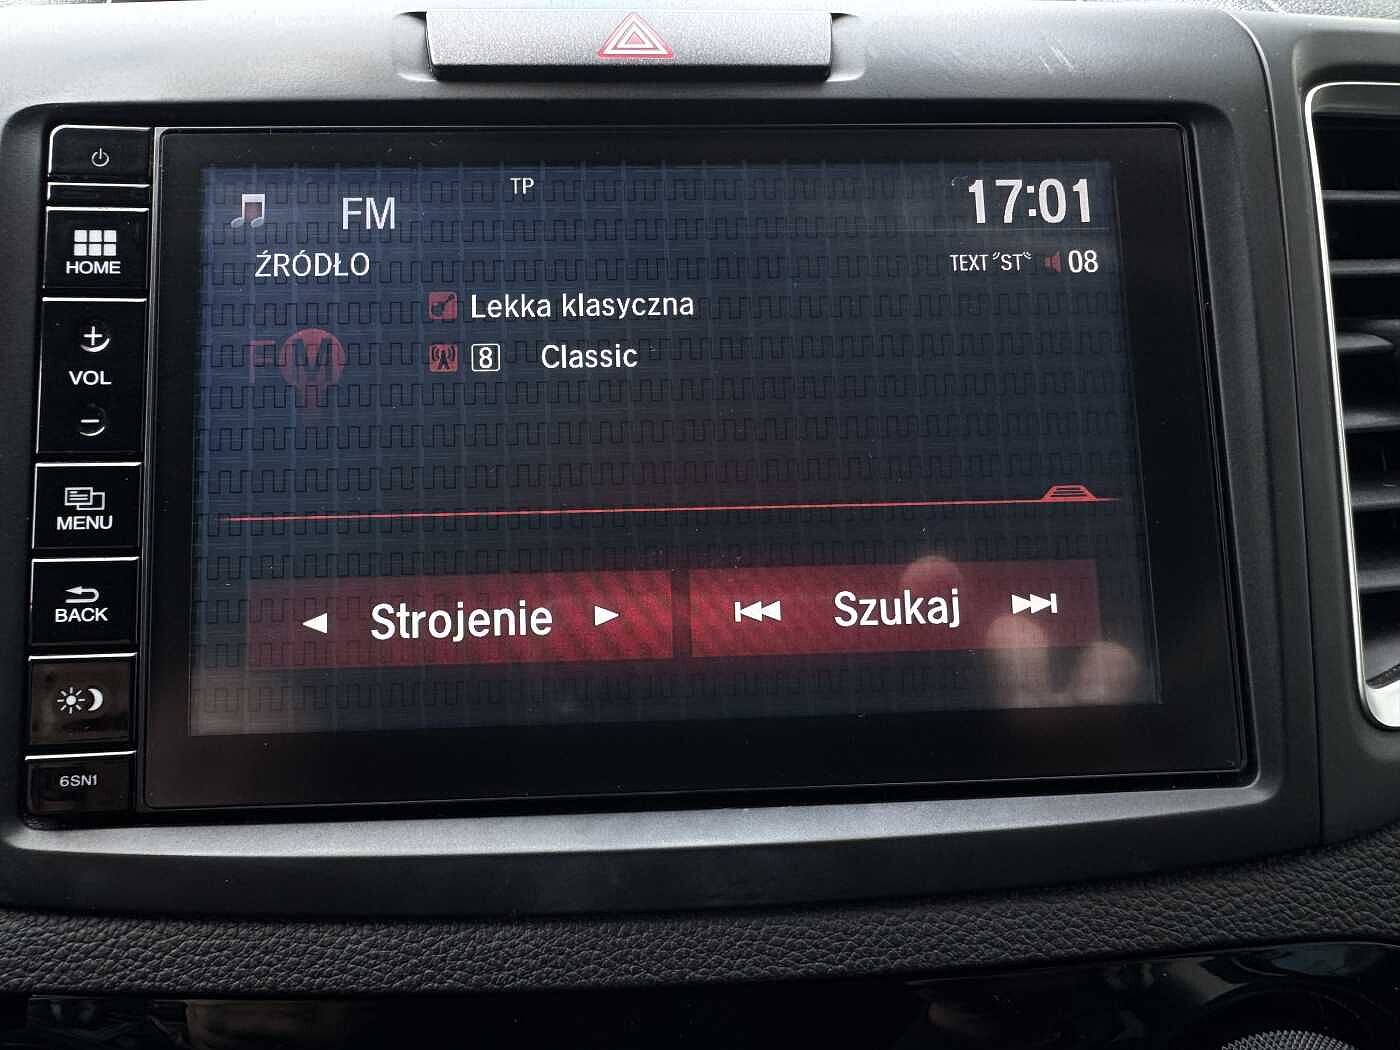 FM
TP
17:01
ŹRÓDŁO
TEXT "ST" 08
Lekka klasyczna
8 Classic
FM
Strojenie
Szukaj
HOME
+
VOL
−
MENU
BACK
6SN1